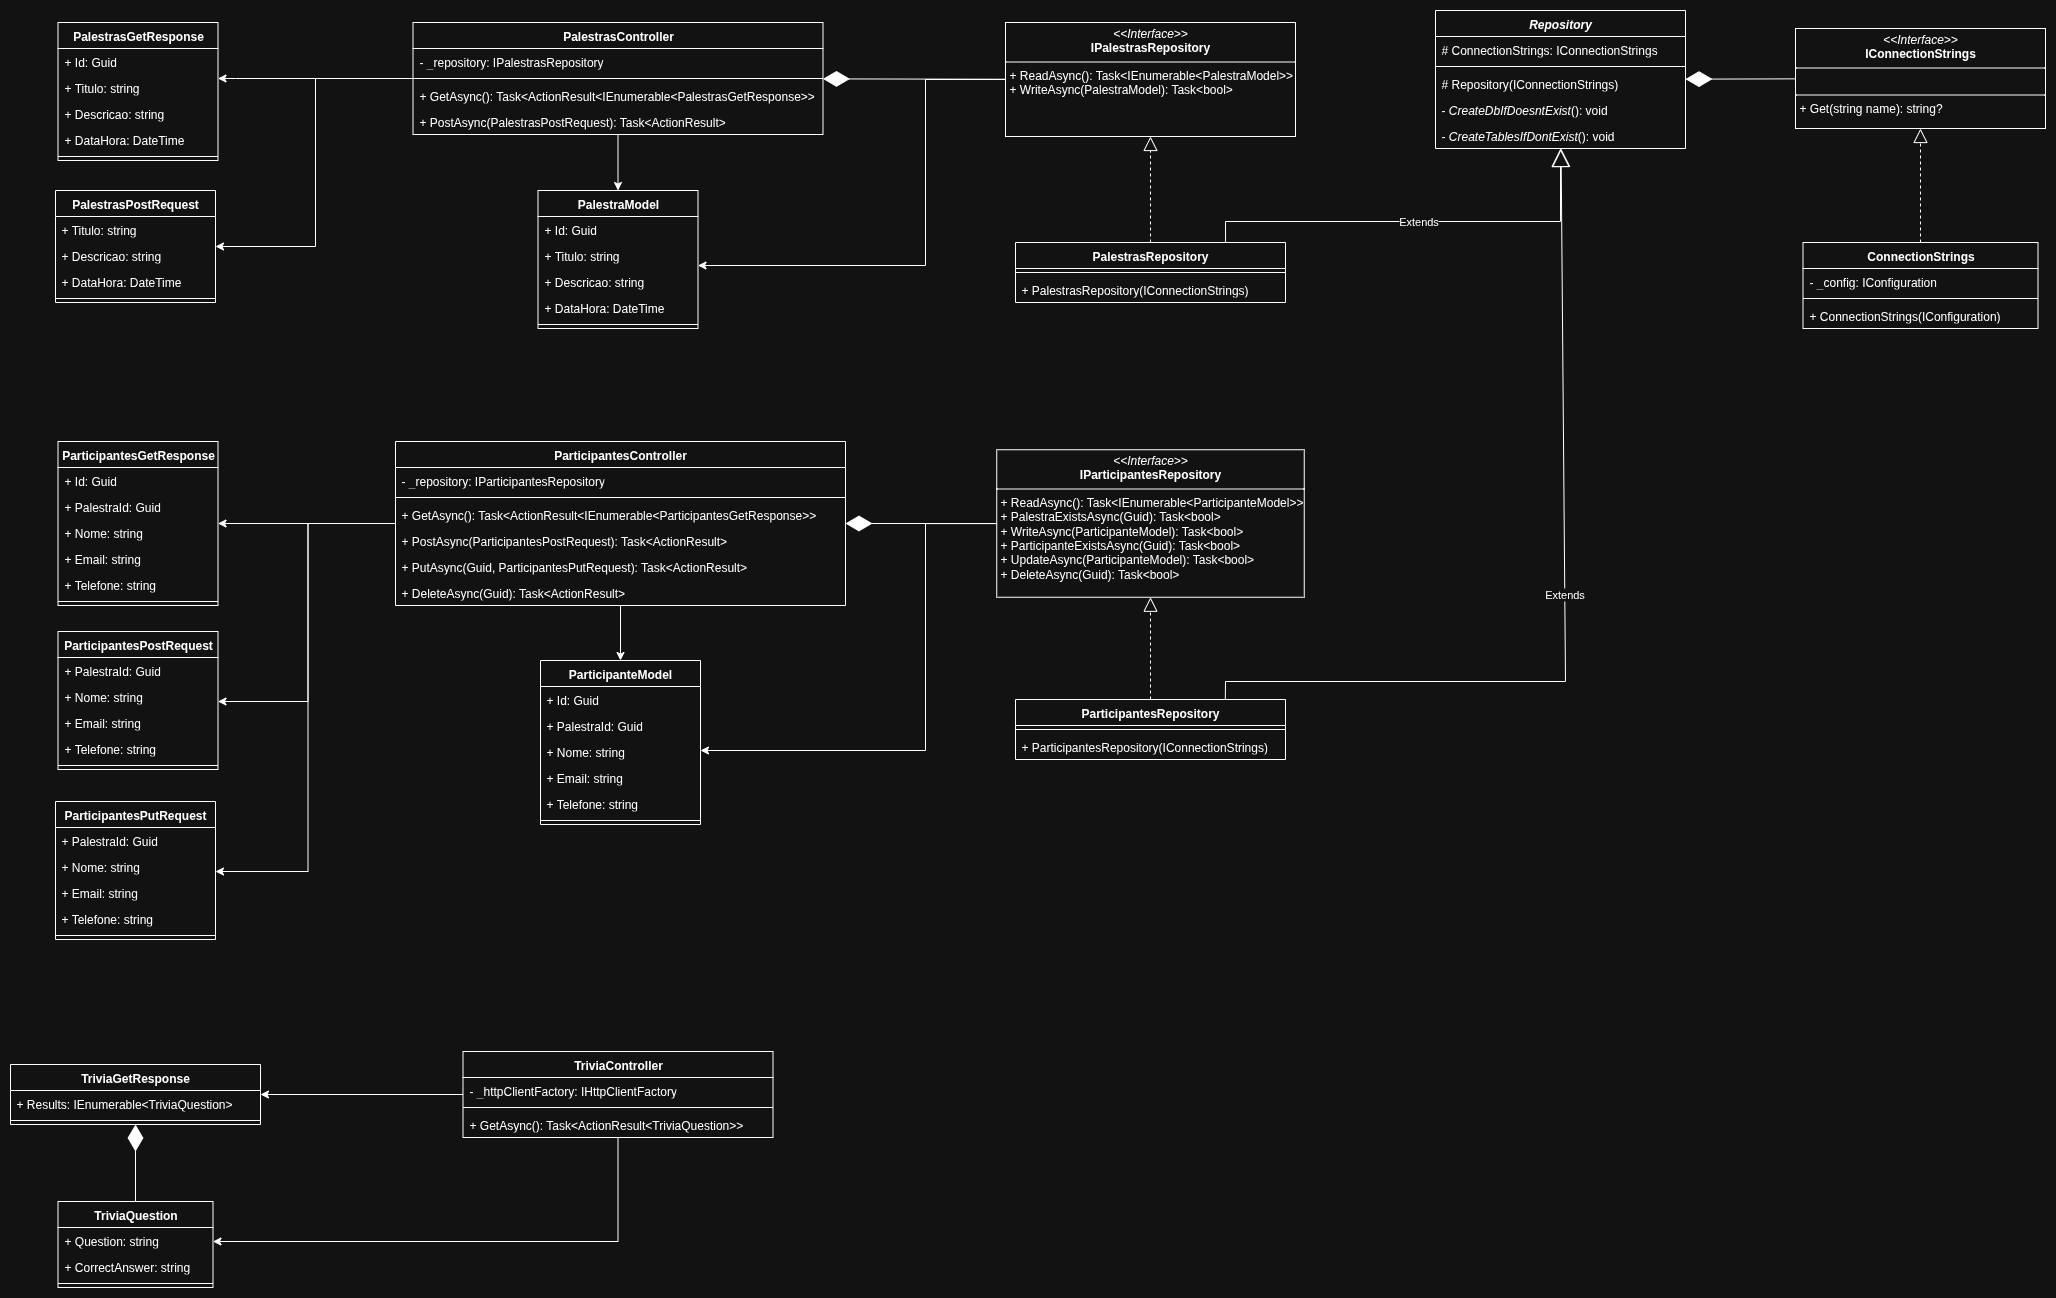 PalestrasGetResponse
+ Id: Guid
+ Titulo: string
+ Descricao: string
+ DataHora: DateTime
PalestrasPostRequest
+ Titulo: string
+ Descricao: string
+ DataHora: DateTime
PalestrasController
- _repository: IPalestrasRepository
+ GetAsync(): Task<ActionResult<IEnumerable<PalestrasGetResponse>>
+ PostAsync(PalestrasPostRequest): Task<ActionResult>
PalestraModel
+ Id: Guid
+ Titulo: string
+ Descricao: string
+ DataHora: DateTime
<<Interface>>
IPalestrasRepository
+ ReadAsync(): Task<IEnumerable<PalestraModel>>
+ WriteAsync(PalestraModel): Task<bool>
PalestrasRepository
+ PalestrasRepository(IConnectionStrings)
Extends
Repository
# ConnectionStrings: IConnectionStrings
# Repository(IConnectionStrings)
- CreateDbIfDoesntExist(): void
- CreateTablesIfDontExist(): void
<<Interface>>
IConnectionStrings
+ Get(string name): string?
ConnectionStrings
- _config: IConfiguration
+ ConnectionStrings(IConfiguration)
ParticipantesGetResponse
+ Id: Guid
+ PalestraId: Guid
+ Nome: string
+ Email: string
+ Telefone: string
ParticipantesPostRequest
+ PalestraId: Guid
+ Nome: string
+ Email: string
+ Telefone: string
ParticipantesPutRequest
+ PalestraId: Guid
+ Nome: string
+ Email: string
+ Telefone: string
ParticipantesController
- _repository: IParticipantesRepository
+ GetAsync(): Task<ActionResult<IEnumerable<ParticipantesGetResponse>>
+ PostAsync(ParticipantesPostRequest): Task<ActionResult>
+ PutAsync(Guid, ParticipantesPutRequest): Task<ActionResult>
+ DeleteAsync(Guid): Task<ActionResult>
ParticipanteModel
+ Id: Guid
+ PalestraId: Guid
+ Nome: string
+ Email: string
+ Telefone: string
<<Interface>>
IParticipantesRepository
+ ReadAsync(): Task<IEnumerable<ParticipanteModel>>
+ PalestraExistsAsync(Guid): Task<bool>
+ WriteAsync(ParticipanteModel): Task<bool>
+ ParticipanteExistsAsync(Guid): Task<bool>
+ UpdateAsync(ParticipanteModel): Task<bool>
+ DeleteAsync(Guid): Task<bool>
Extends
ParticipantesRepository
+ ParticipantesRepository(IConnectionStrings)
TriviaGetResponse
+ Results: IEnumerable<TriviaQuestion>
TriviaQuestion
+ Question: string
+ CorrectAnswer: string
TriviaController
- _httpClientFactory: IHttpClientFactory
+ GetAsync(): Task<ActionResult<TriviaQuestion>>